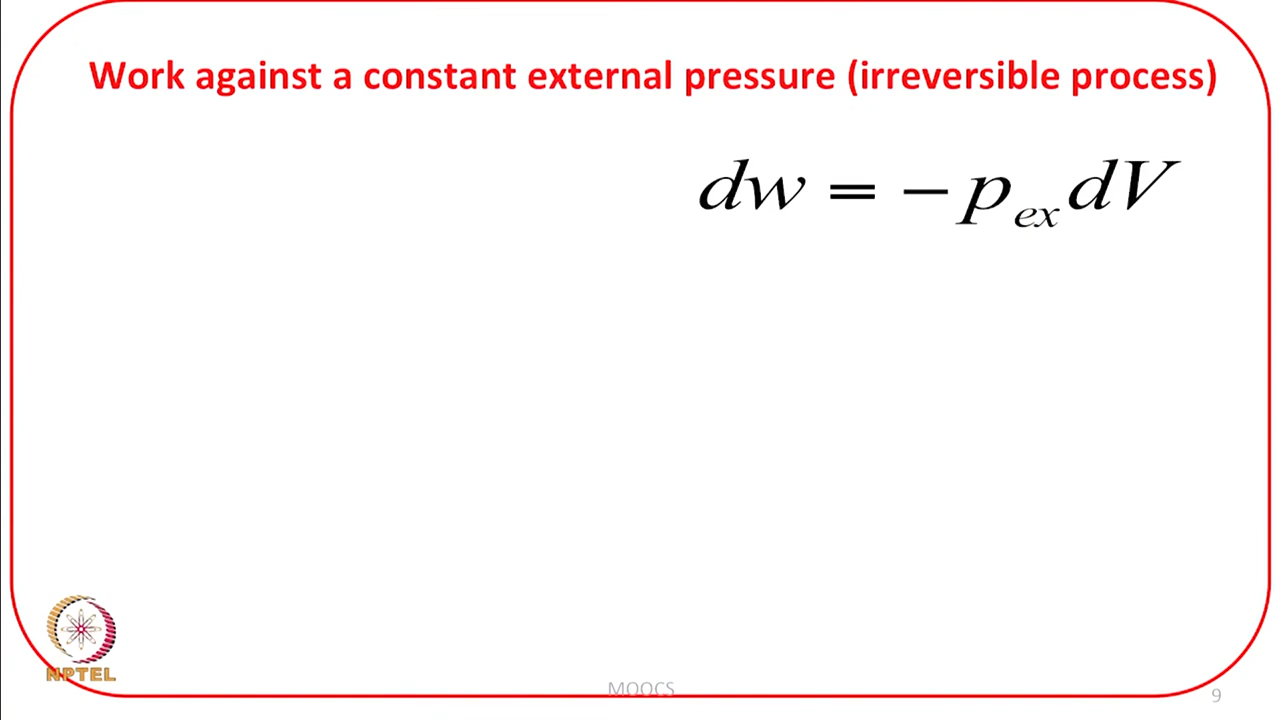 Work against a constant external pressure (irreversible process)
dw = −p_ex dV
NPTEL
MOOCS
9